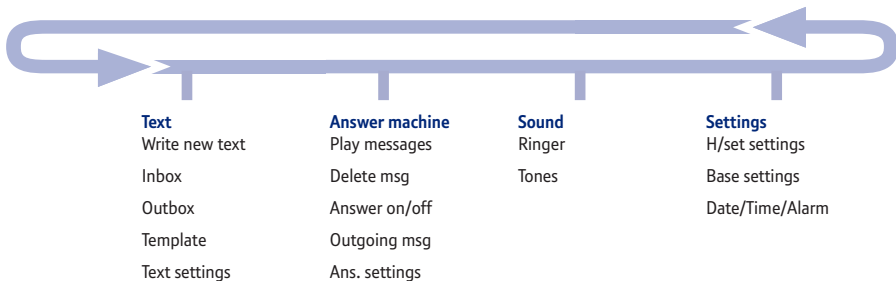 Text
Write new text
Inbox
Outbox
Template
Text settings
Answer machine
Play messages
Delete msg
Answer on/off
Outgoing msg
Ans. settings
Sound
Ringer
Tones
Settings
H/set settings
Base settings
Date/Time/Alarm